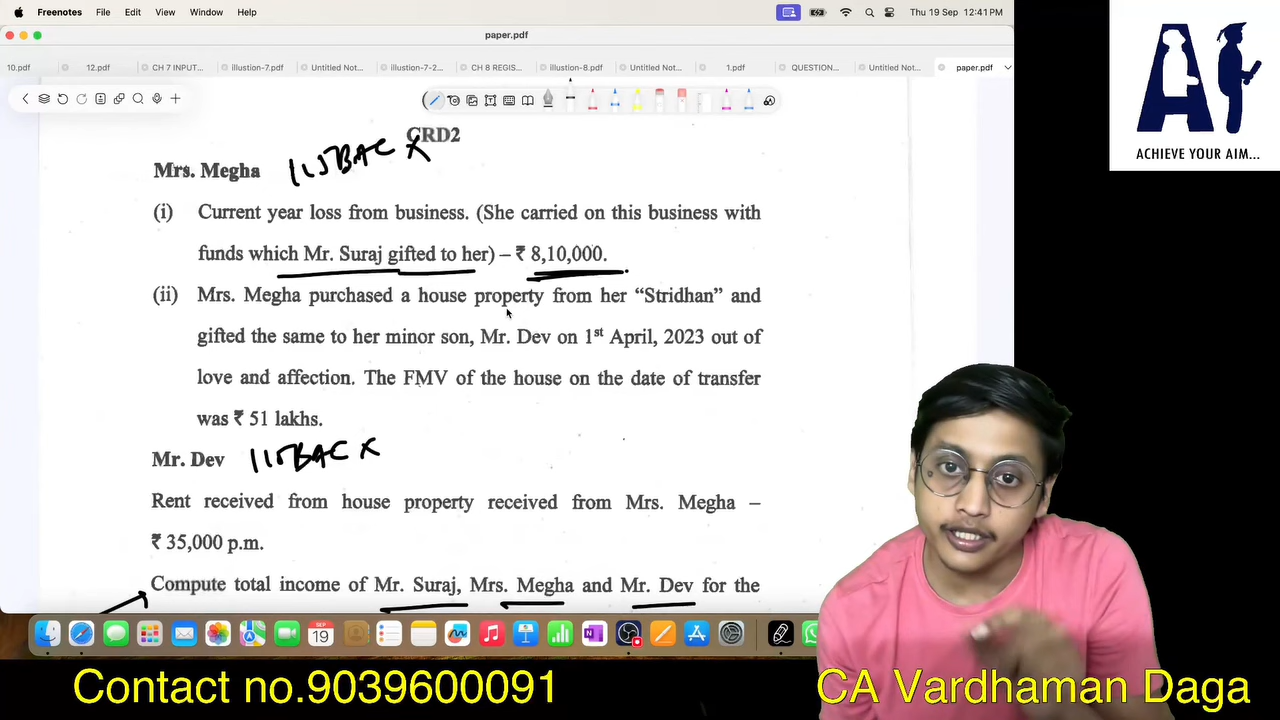 Freenotes File Edit View Window Help Thu 19 Sep 12:41 PM
paper.pdf
10.pdf 12.pdf CH 7 INPUT... illustion-7.pdf Untitled Not... illustion-7-2... CH 8 REGIS... illustion-8.pdf Untitled Not... 1.pdf QUESTION... Untitled Not... paper.pdf
CRD2
Mrs. Megha 115BAC X
(i) Current year loss from business. (She carried on this business with
funds which Mr. Suraj gifted to her) – ₹ 8,10,000.
(ii) Mrs. Megha purchased a house property from her “Stridhan” and
gifted the same to her minor son, Mr. Dev on 1st April, 2023 out of
love and affection. The FMV of the house on the date of transfer
was ₹ 51 lakhs.
Mr. Dev 115BAC X
Rent received from house property received from Mrs. Megha –
₹ 35,000 p.m.
Compute total income of Mr. Suraj, Mrs. Megha and Mr. Dev for the
SEP
19
ACHIEVE YOUR AIM...
Contact no.9039600091
CA Vardhaman Daga